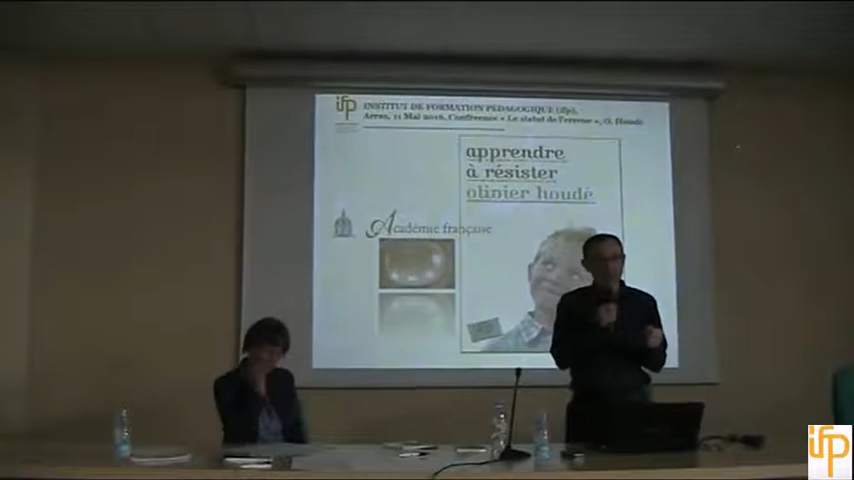 ifp
INSTITUT DE FORMATION PÉDAGOGIQUE (ifp),
Arras, 11 Mai 2016, Conférence « Le statut de l'erreur », O. Houdé
apprendre
à résister
olivier houdé
Académie française
ifp